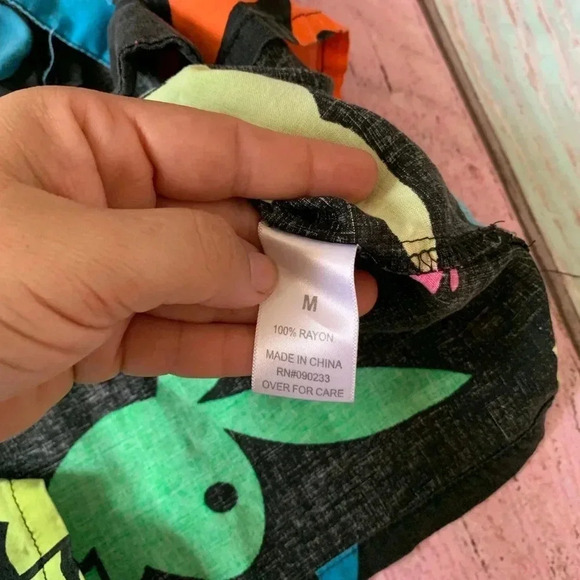 M
100% RAYON
MADE IN CHINA
RN#090233
OVER FOR CARE